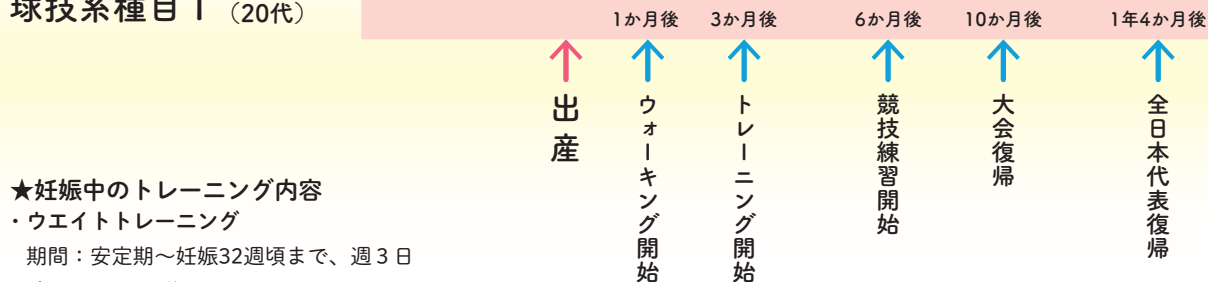 球技系種目1（20代）
1か月後 3か月後 6か月後 10か月後 1年4か月後
出産
ウォーキング開始
トレーニング開始
競技練習開始
大会復帰
全日本代表復帰
★妊娠中のトレーニング内容
・ウエイトトレーニング
期間：安定期～妊娠32週頃まで、週３日